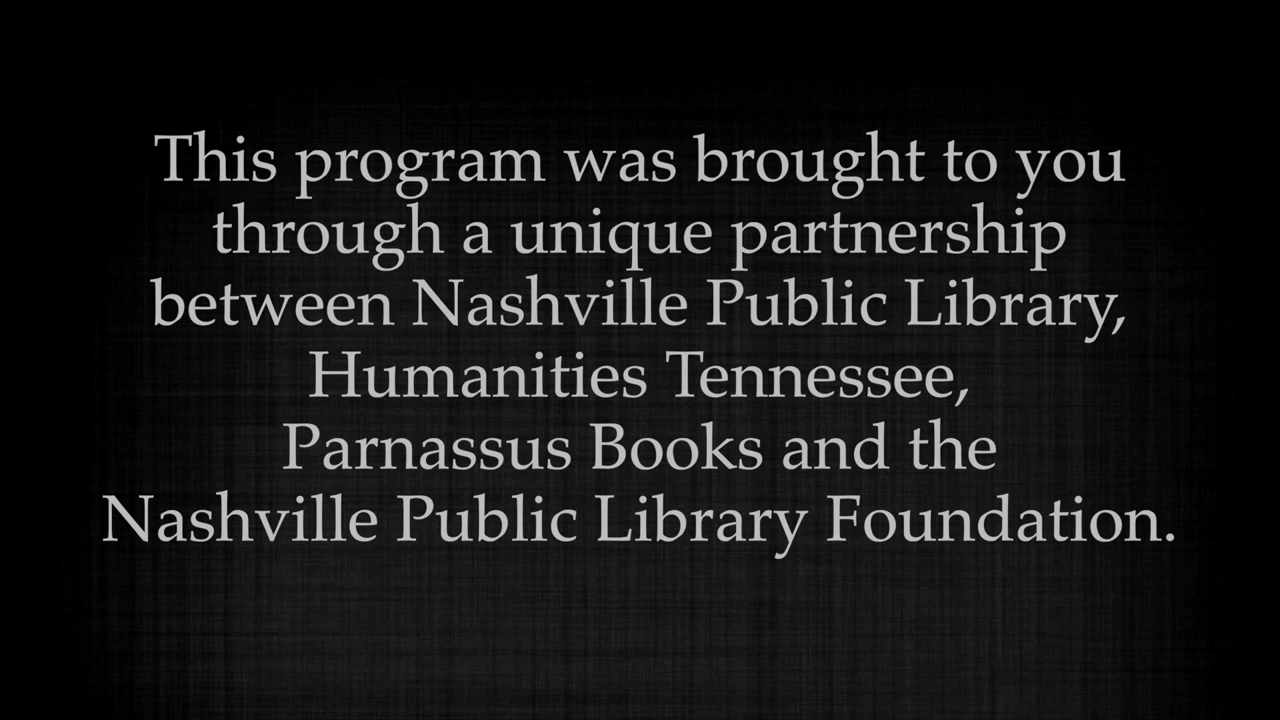 This program was brought to you
through a unique partnership
between Nashville Public Library,
Humanities Tennessee,
Parnassus Books and the
Nashville Public Library Foundation.